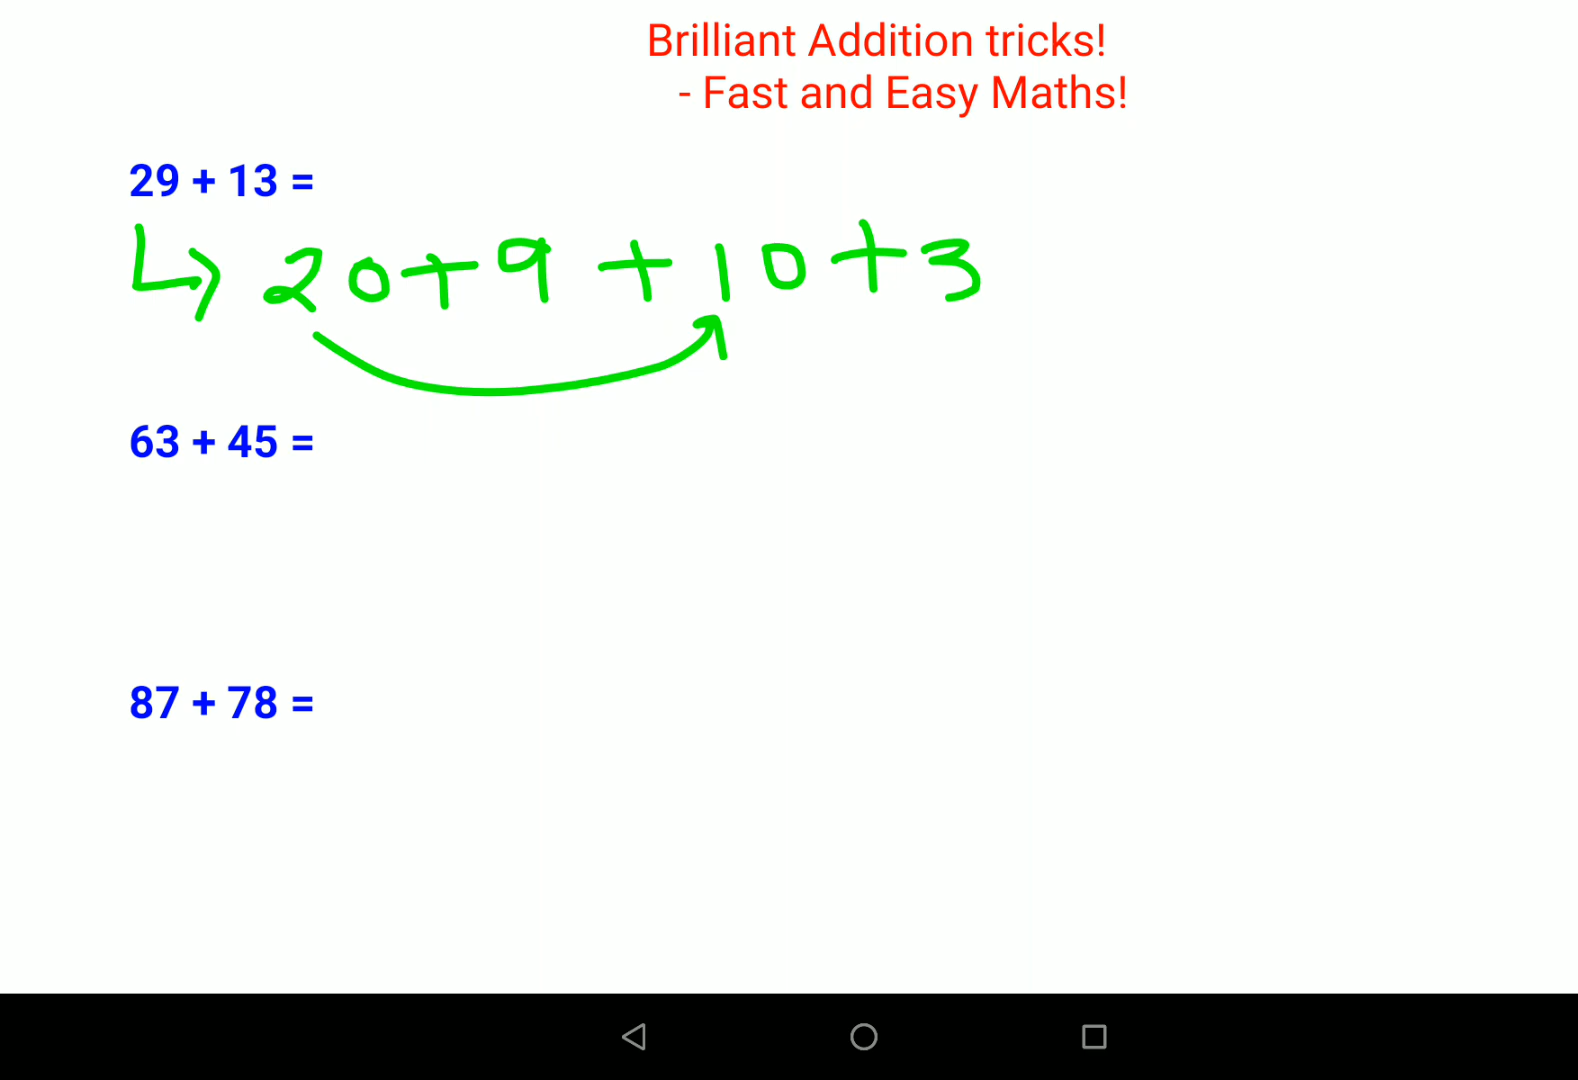 Brilliant Addition tricks!
- Fast and Easy Maths!
29 + 13 =
20+9 +10+3
63 + 45 =
87 + 78 =